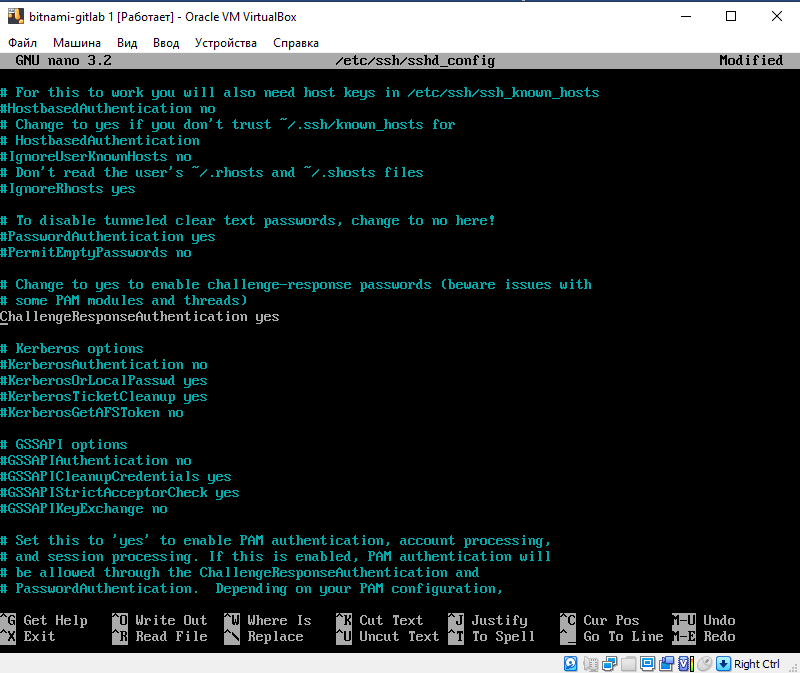 bitnami-gitlab 1 [Работает] - Oracle VM VirtualBox
Файл Машина Вид Ввод Устройства Справка
GNU nano 3.2 /etc/ssh/sshd_config Modified
# For this to work you will also need host keys in /etc/ssh/ssh_known_hosts
#HostbasedAuthentication no
# Change to yes if you don't trust ~/.ssh/known_hosts for
# HostbasedAuthentication
#IgnoreUserKnownHosts no
# Don't read the user's ~/.rhosts and ~/.shosts files
#IgnoreRhosts yes
# To disable tunneled clear text passwords, change to no here!
#PasswordAuthentication yes
#PermitEmptyPasswords no
# Change to yes to enable challenge-response passwords (beware issues with
# some PAM modules and threads)
ChallengeResponseAuthentication yes
# Kerberos options
#KerberosAuthentication no
#KerberosOrLocalPasswd yes
#KerberosTicketCleanup yes
#KerberosGetAFSToken no
# GSSAPI options
#GSSAPIAuthentication no
#GSSAPICleanupCredentials yes
#GSSAPIStrictAcceptorCheck yes
#GSSAPIKeyExchange no
# Set this to 'yes' to enable PAM authentication, account processing,
# and session processing. If this is enabled, PAM authentication will
# be allowed through the ChallengeResponseAuthentication and
# PasswordAuthentication.  Depending on your PAM configuration,
^G Get Help ^O Write Out ^W Where Is ^K Cut Text ^J Justify ^C Cur Pos M-U Undo
^X Exit ^R Read File ^\ Replace ^U Uncut Text ^T To Spell ^_ Go To Line M-E Redo
Right Ctrl